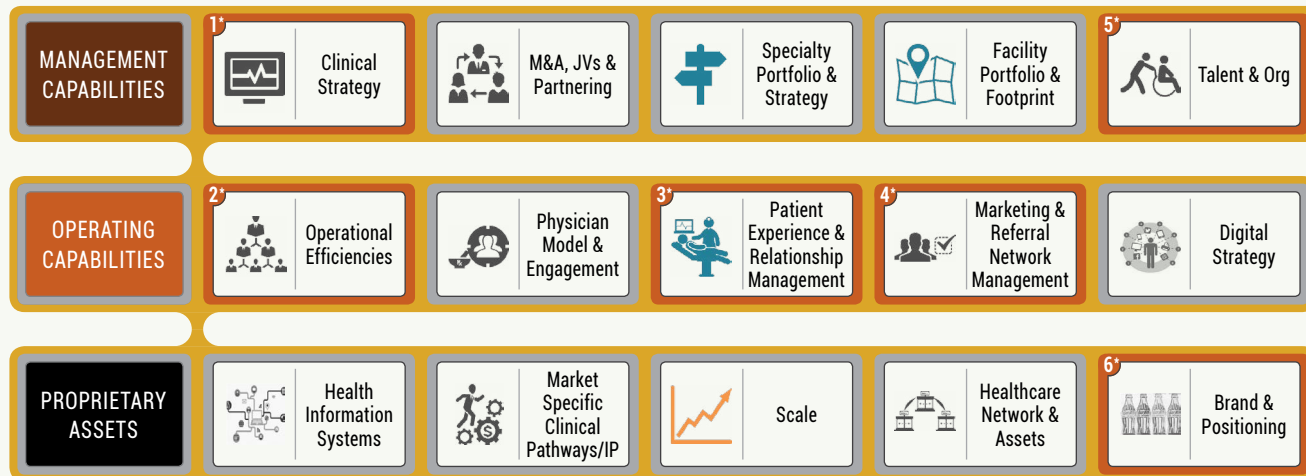 MANAGEMENT
CAPABILITIES
1*
Clinical
Strategy
M&A, JVs &
Partnering
Specialty
Portfolio &
Strategy
Facility
Portfolio &
Footprint
5*
Talent & Org
OPERATING
CAPABILITIES
2*
Operational
Efficiencies
Physician
Model &
Engagement
3*
Patient
Experience &
Relationship
Management
4*
Marketing &
Referral
Network
Management
Digital
Strategy
PROPRIETARY
ASSETS
Health
Information
Systems
Market
Specific
Clinical
Pathways/IP
Scale
Healthcare
Network &
Assets
6*
Brand &
Positioning